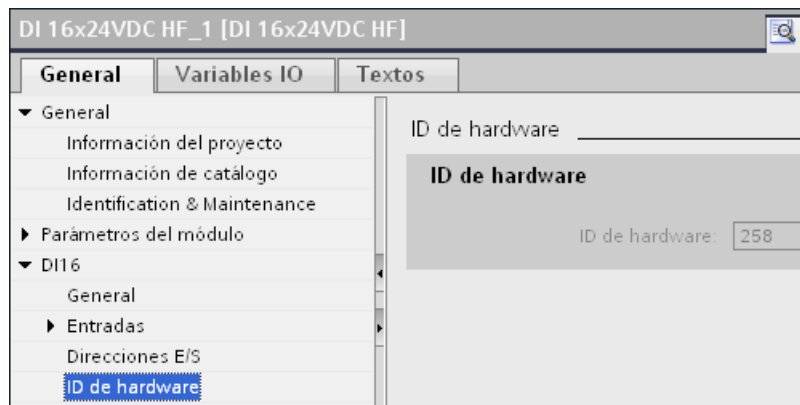 DI 16x24VDC HF_1 [DI 16x24VDC HF]
General Variables IO Textos
General
Información del proyecto
Información de catálogo
Identification & Maintenance
Parámetros del módulo
DI16
General
Entradas
Direcciones E/S
ID de hardware
ID de hardware
ID de hardware
ID de hardware: 258